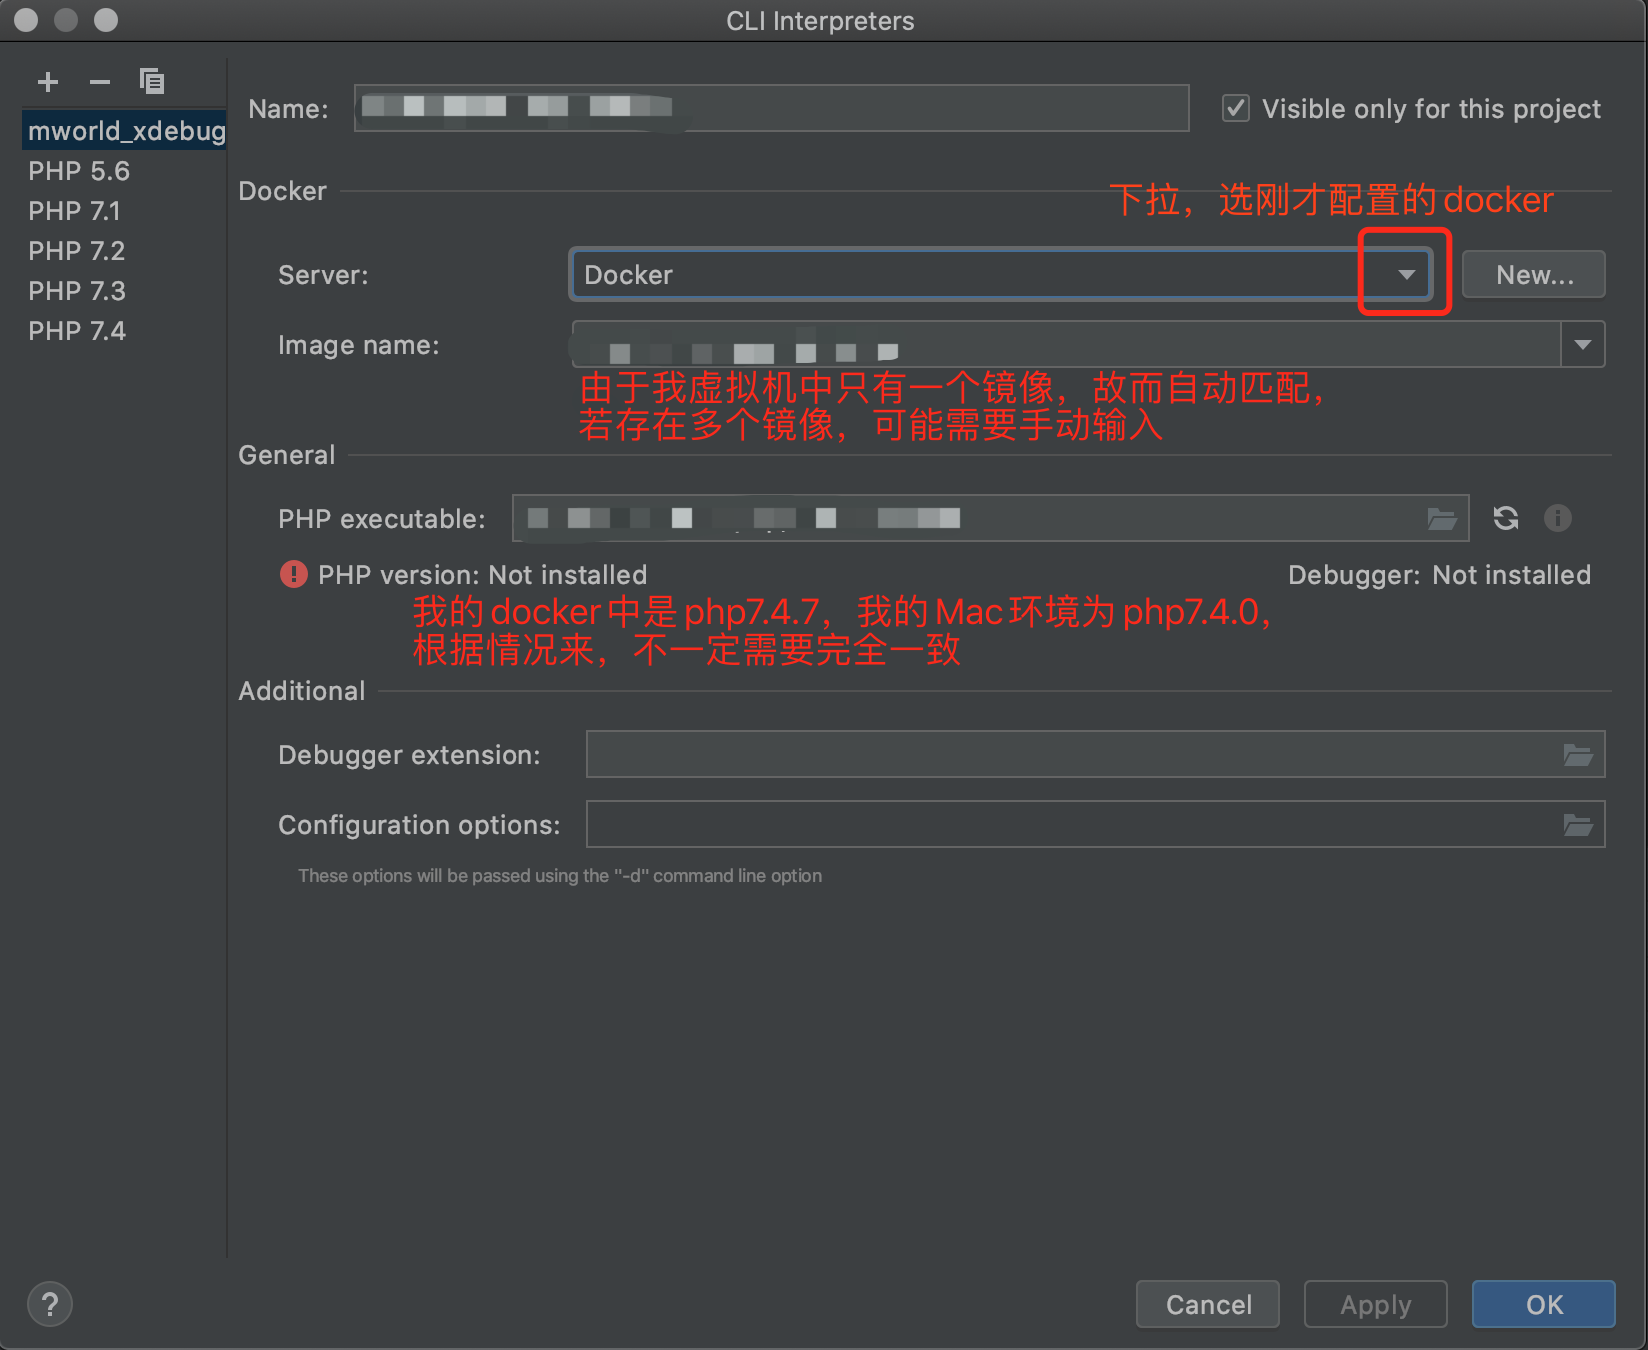 CLI Interpreters
mworld_xdebug
PHP 5.6
PHP 7.1
PHP 7.2
PHP 7.3
PHP 7.4
Name:
Visible only for this project
Docker
下拉，选刚才配置的docker
Server:
Docker
New...
Image name:
由于我虚拟机中只有一个镜像，故而自动匹配，
若存在多个镜像，可能需要手动输入
General
PHP executable:
PHP version: Not installed
Debugger: Not installed
我的docker中是php7.4.7，我的Mac环境为php7.4.0，
根据情况来，不一定需要完全一致
Additional
Debugger extension:
Configuration options:
These options will be passed using the "-d" command line option
?
Cancel
Apply
OK